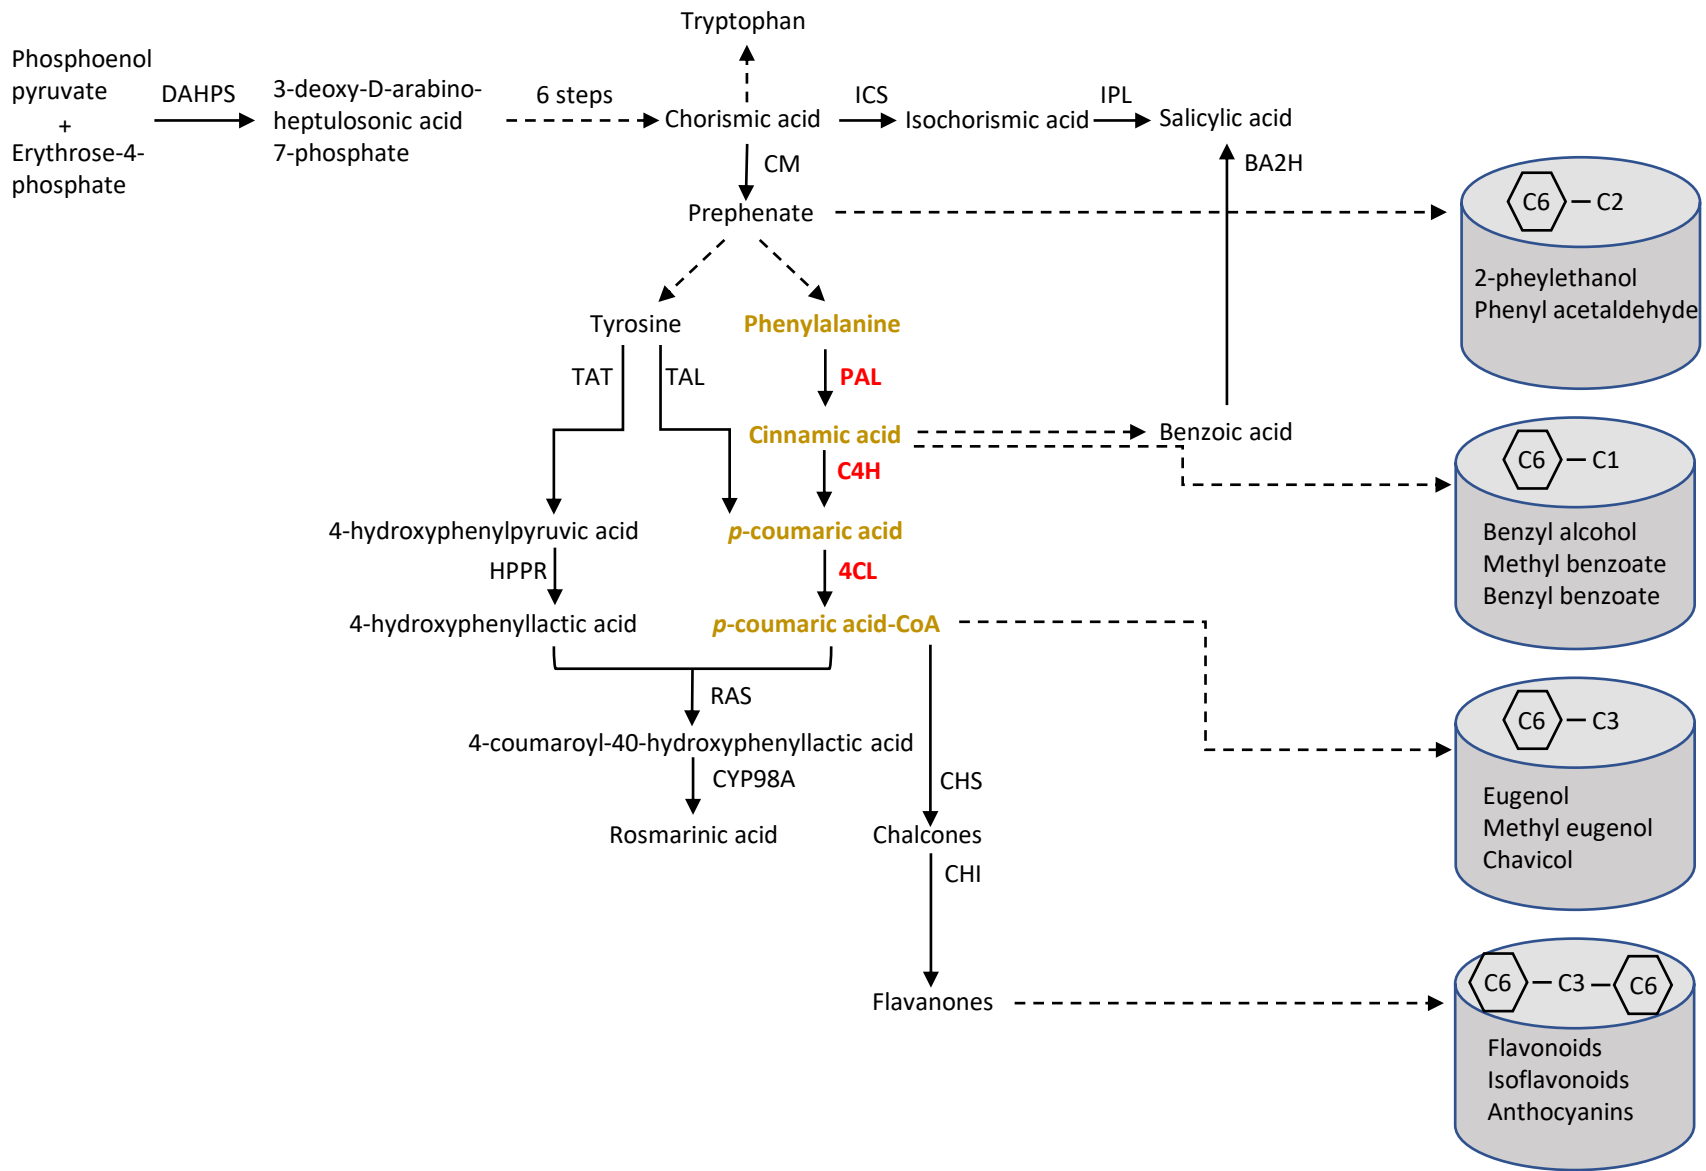 Tryptophan
Phosphoenol
pyruvate
+
Erythrose-4-
phosphate
DAHPS
3-deoxy-D-arabino-
heptulosonic acid
7-phosphate
6 steps
Chorismic acid
ICS
Isochorismic acid
IPL
Salicylic acid
CM
BA2H
Prephenate
C6
C2
2-pheylethanol
Phenyl acetaldehyde
Tyrosine
Phenylalanine
TAT
TAL
PAL
Cinnamic acid
Benzoic acid
C4H
C6
C1
Benzyl alcohol
Methyl benzoate
Benzyl benzoate
4-hydroxyphenylpyruvic acid
p-coumaric acid
HPPR
4CL
4-hydroxyphenyllactic acid
p-coumaric acid-CoA
RAS
4-coumaroyl-40-hydroxyphenyllactic acid
CYP98A
CHS
Rosmarinic acid
Chalcones
CHI
C6
C3
Eugenol
Methyl eugenol
Chavicol
Flavanones
C6
C3
C6
Flavonoids
Isoflavonoids
Anthocyanins